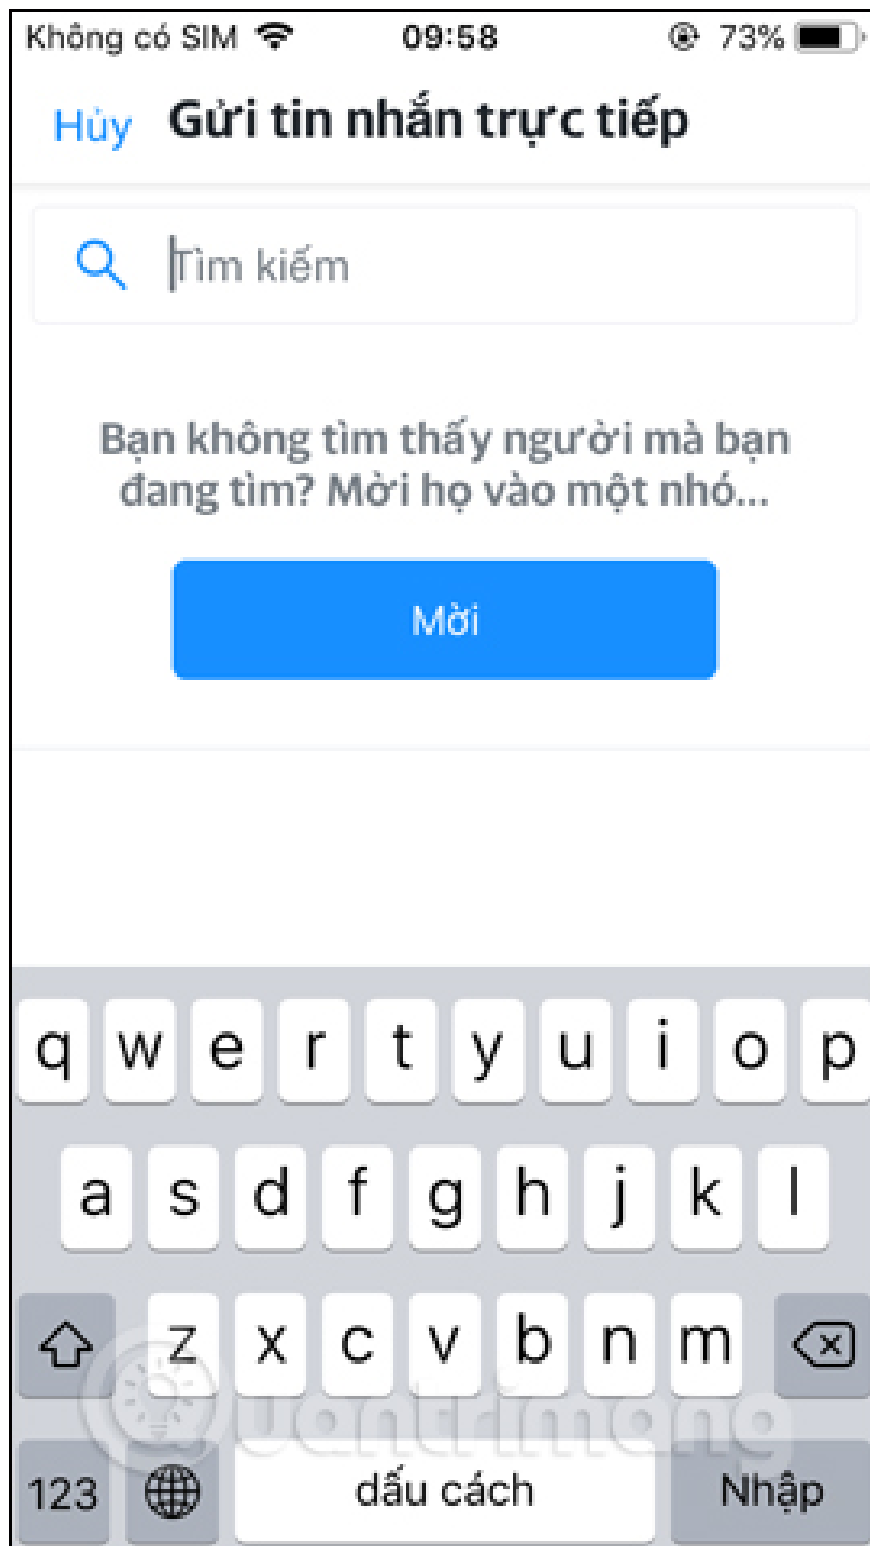 Không có SIM 09:58 73%
Hủy Gửi tin nhắn trực tiếp
Tìm kiếm
Bạn không tìm thấy người mà bạn
đang tìm? Mời họ vào một nhó...
Mời
q w e r t y u i o p
a s d f g h j k l
z x c v b n m
Quantrimang
123 dấu cách Nhập